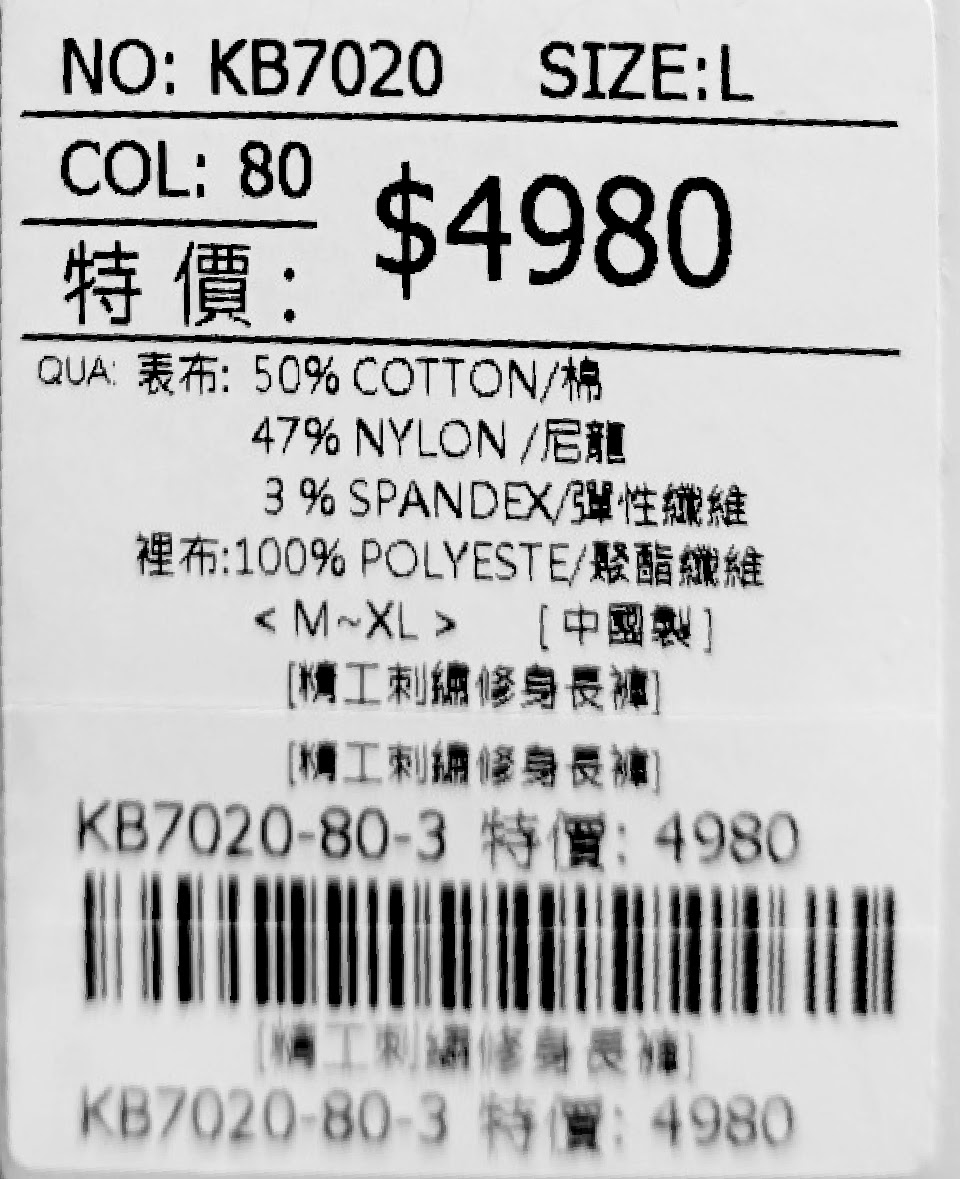 NO: KB7020 SIZE:L
COL: 80
$4980
特價:
QUA: 表布: 50% COTTON/棉
47% NYLON /尼龍
3 % SPANDEX/彈性纖維
裡布:100% POLYESTE/聚酯纖維
< M~XL > [中國製]
[精工刺繡修身長褲]
[精工刺繡修身長褲]
KB7020-80-3 特價: 4980
[精工刺繡修身長褲]
KB7020-80-3 特價: 4980